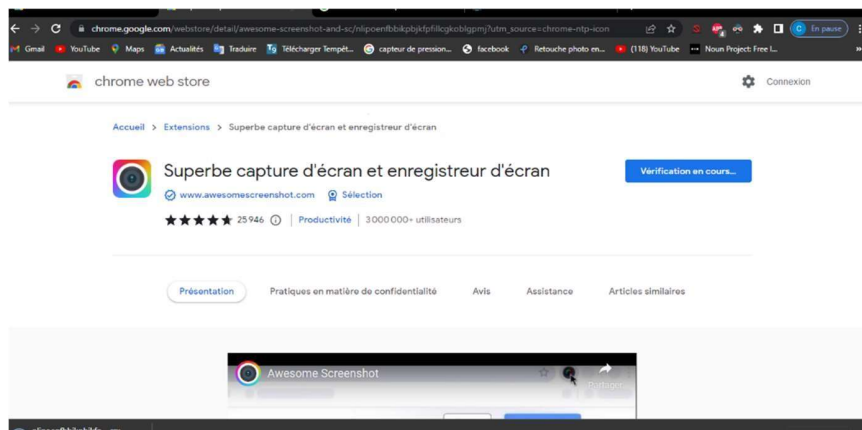 chrome.google.com/webstore/detail/awesome-screenshot-and-sc/nlipoenfbbikpbjkfpfillcgkoblgpmj?utm_source=chrome-ntp-icon En pause
Gmail YouTube Maps Actualités Traduire Télécharger Tempêt... capteur de pression... facebook Retouche photo en... (118) YouTube Noun Project: Free I...
chrome web store Connexion
Accueil > Extensions > Superbe capture d'écran et enregistreur d'écran
Superbe capture d'écran et enregistreur d'écran
Vérification en cours...
www.awesomescreenshot.com Sélection
25 946 Productivité 3 000 000+ utilisateurs
Présentation Pratiques en matière de confidentialité Avis Assistance Articles similaires
Awesome Screenshot
Partager